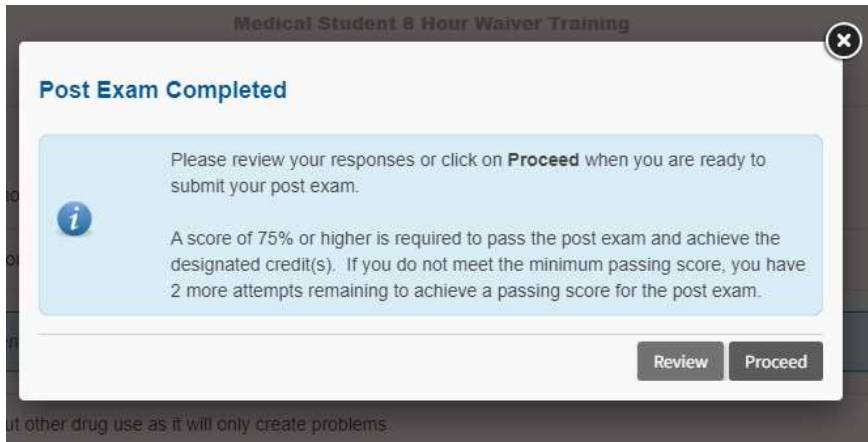 Medical Student 8 Hour Waiver Training
Post Exam Completed
Please review your responses or click on Proceed when you are ready to
submit your post exam.
A score of 75% or higher is required to pass the post exam and achieve the
designated credit(s).  If you do not meet the minimum passing score, you have
2 more attempts remaining to achieve a passing score for the post exam.
Review Proceed
ut other drug use as it will only create problems